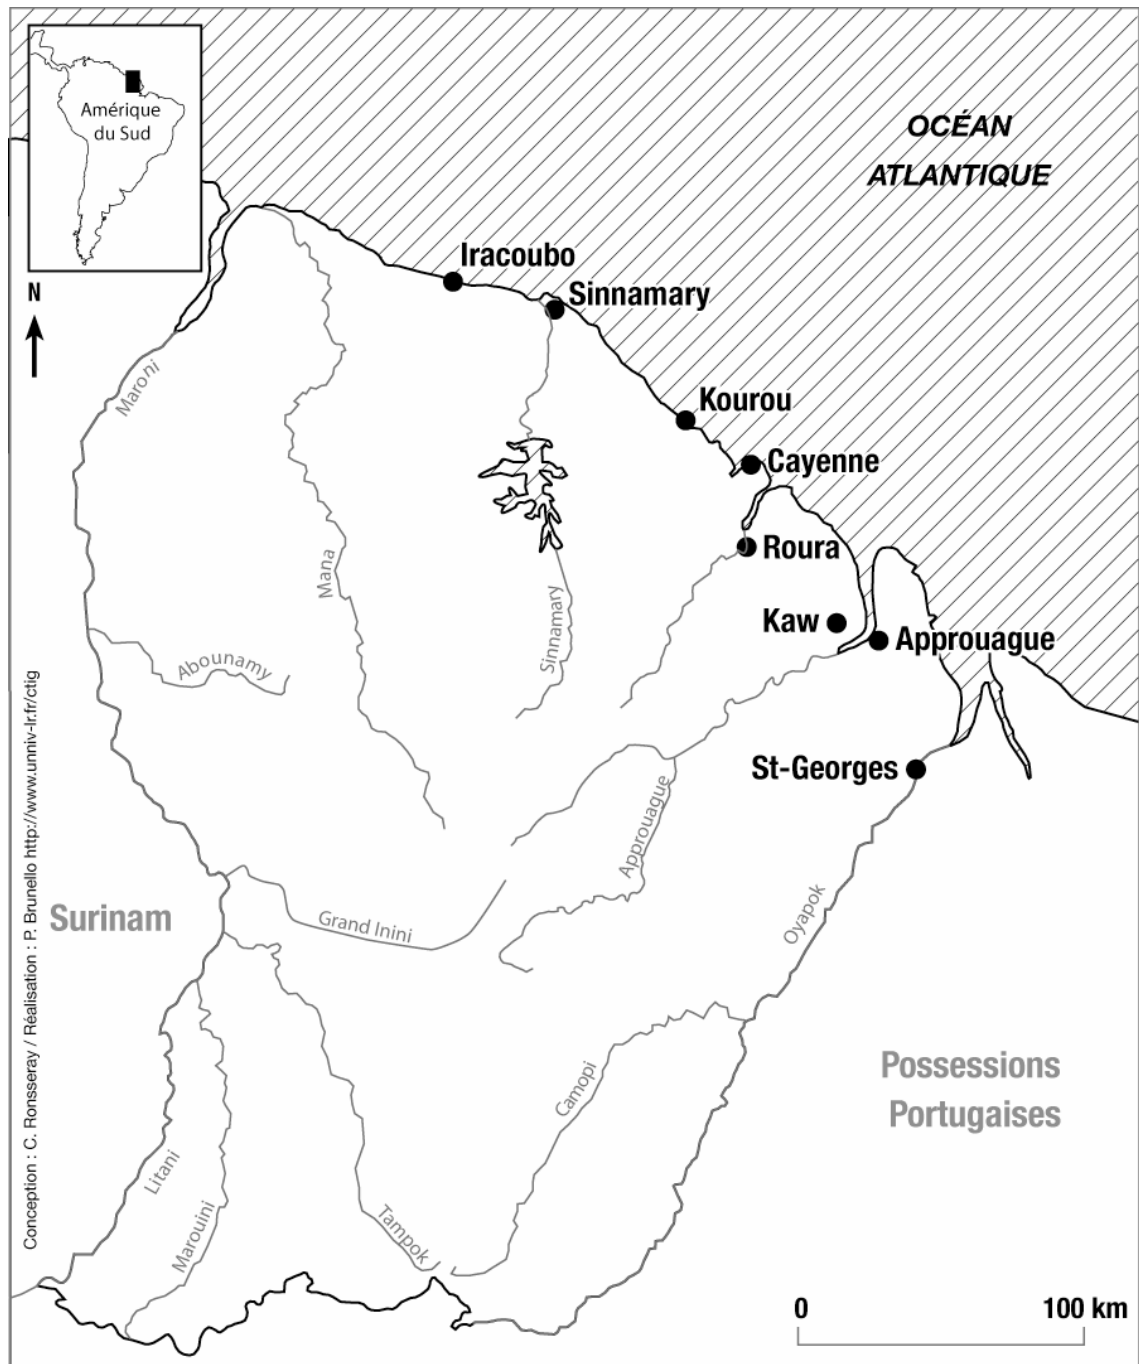 Amérique
du Sud
OCÉAN
ATLANTIQUE
N
Iracoubo
Sinnamary
Maroni
Kourou
Cayenne
Roura
Mana
Sinnamary
Kaw
Approuague
Abounamy
St-Georges
Approuague
Surinam
Grand Inini
Oyapok
Possessions
Portugaises
Camopi
Litani
Marouini
Tampok
0
100 km
Conception : C. Ronsseray / Réalisation : P. Brunello http://www.unniv-lr.fr/ctig